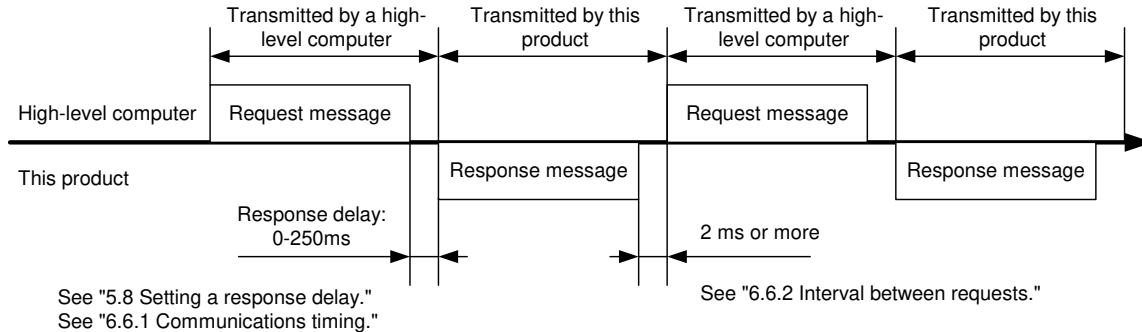 Transmitted by a high-
level computer
Transmitted by this
product
Transmitted by a high-
level computer
Transmitted by this
product
High-level computer
Request message
Request message
This product
Response message
Response message
Response delay:
0-250ms
2 ms or more
See "5.8 Setting a response delay."
See "6.6.1 Communications timing."
See "6.6.2 Interval between requests."